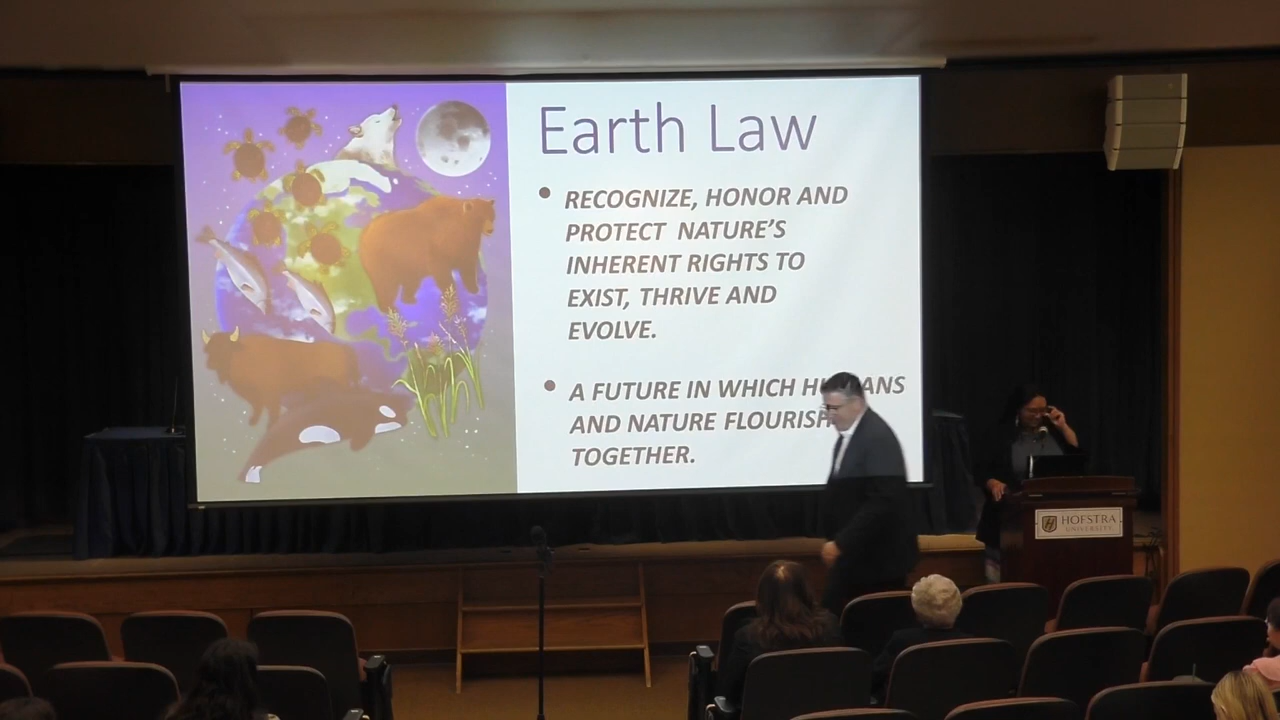 Earth Law
• RECOGNIZE, HONOR AND
PROTECT NATURE'S
INHERENT RIGHTS TO
EXIST, THRIVE AND
EVOLVE.
• A FUTURE IN WHICH HUMANS
AND NATURE FLOURISH
TOGETHER.
HOFSTRA
UNIVERSITY